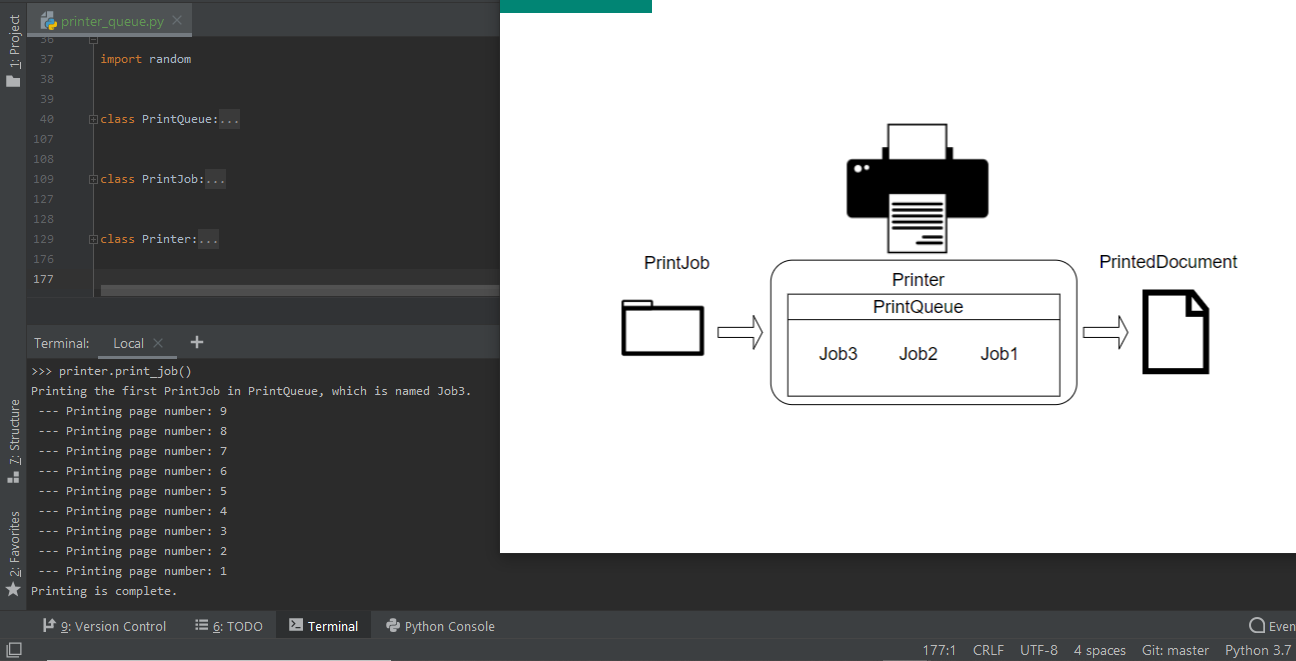 1: Project
printer_queue.py
36
37 import random
38
39
40 class PrintQueue:...
107
108
109 class PrintJob:...
127
128
129 class Printer:...
176
177
Terminal: Local +
>>> printer.print_job()
Printing the first PrintJob in PrintQueue, which is named Job3.
--- Printing page number: 9
--- Printing page number: 8
--- Printing page number: 7
--- Printing page number: 6
--- Printing page number: 5
--- Printing page number: 4
--- Printing page number: 3
--- Printing page number: 2
--- Printing page number: 1
Printing is complete.
7: Structure
2: Favorites
PrintJob
Printer
PrintQueue
Job3 Job2 Job1
PrintedDocument
9: Version Control 6: TODO Terminal Python Console Even
177:1 CRLF UTF-8 4 spaces Git: master Python 3.7